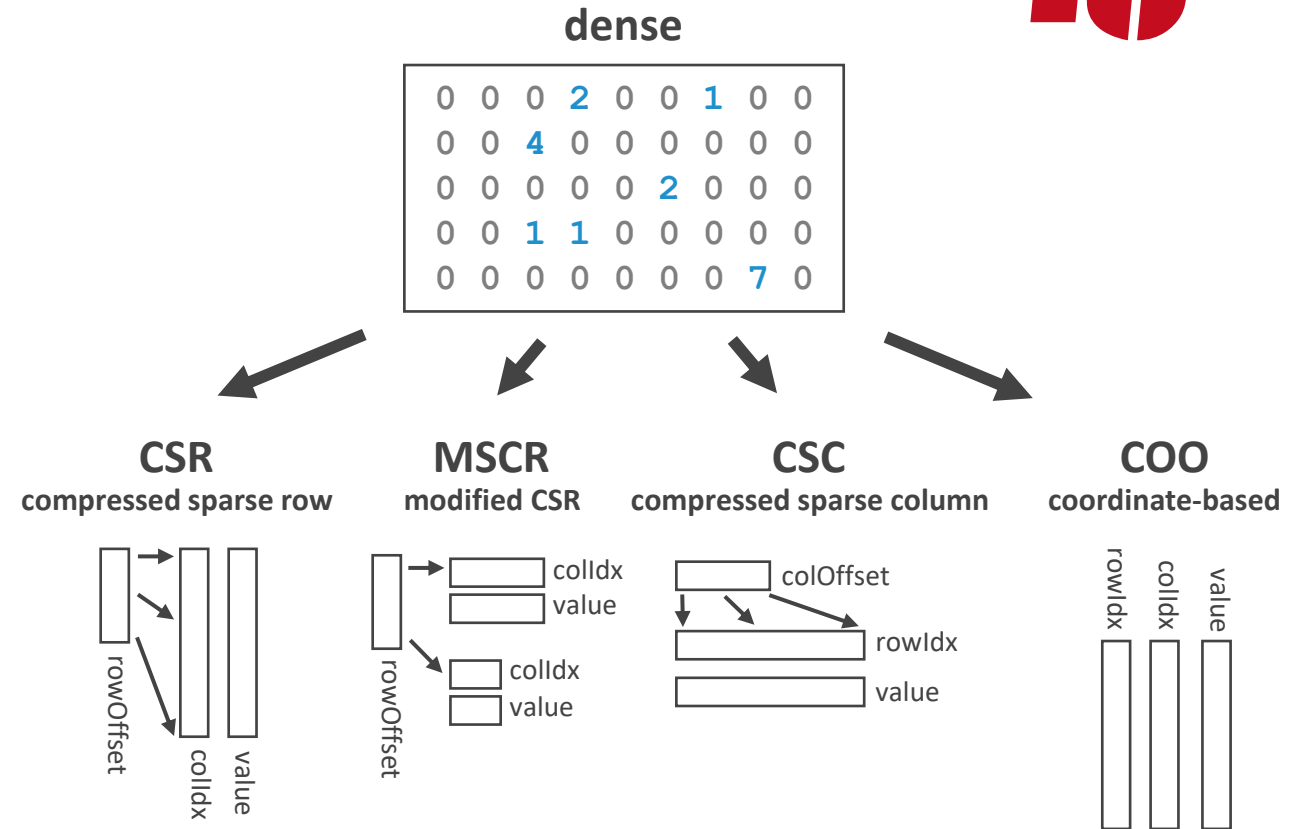 dense
0 0 0 2 0 0 1 0 0
0 0 4 0 0 0 0 0 0
0 0 0 0 0 2 0 0 0
0 0 1 1 0 0 0 0 0
0 0 0 0 0 0 0 7 0
CSR
compressed sparse row
rowOffset
colIdx
value
MSCR
modified CSR
rowOffset
colIdx
value
colIdx
value
CSC
compressed sparse column
colOffset
rowIdx
value
COO
coordinate-based
rowIdx
colIdx
value